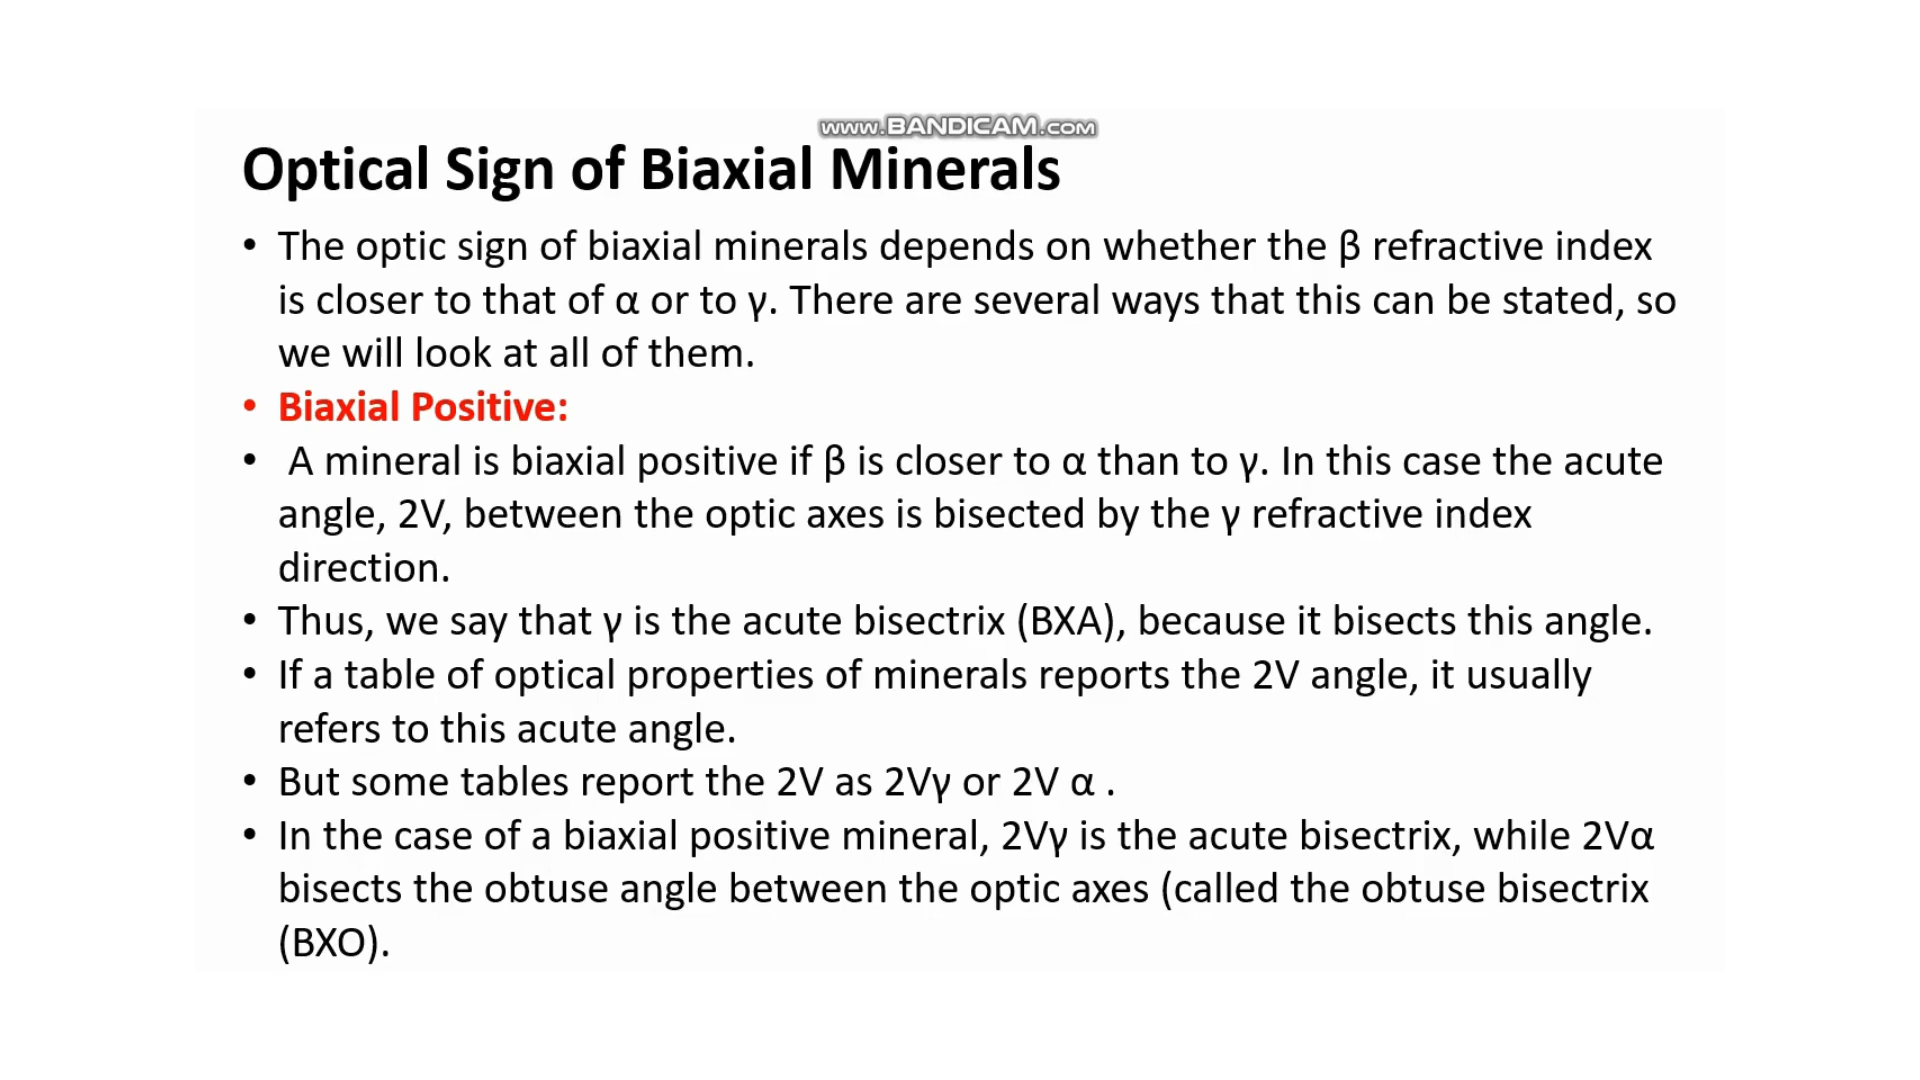 www.BANDICAM.com
Optical Sign of Biaxial Minerals
• The optic sign of biaxial minerals depends on whether the β refractive index
is closer to that of α or to γ. There are several ways that this can be stated, so
we will look at all of them.
• Biaxial Positive:
• A mineral is biaxial positive if β is closer to α than to γ. In this case the acute
angle, 2V, between the optic axes is bisected by the γ refractive index
direction.
• Thus, we say that γ is the acute bisectrix (BXA), because it bisects this angle.
• If a table of optical properties of minerals reports the 2V angle, it usually
refers to this acute angle.
• But some tables report the 2V as 2Vγ or 2V α .
• In the case of a biaxial positive mineral, 2Vγ is the acute bisectrix, while 2Vα
bisects the obtuse angle between the optic axes (called the obtuse bisectrix
(BXO).